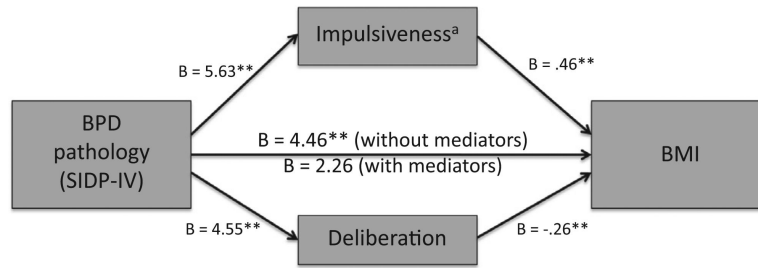 Impulsivenessª
B = 5.63**
B = .46**
BPD
pathology
(SIDP-IV)
B = 4.46** (without mediators)
B = 2.26 (with mediators)
BMI
B = 4.55**
B = -.26**
Deliberation